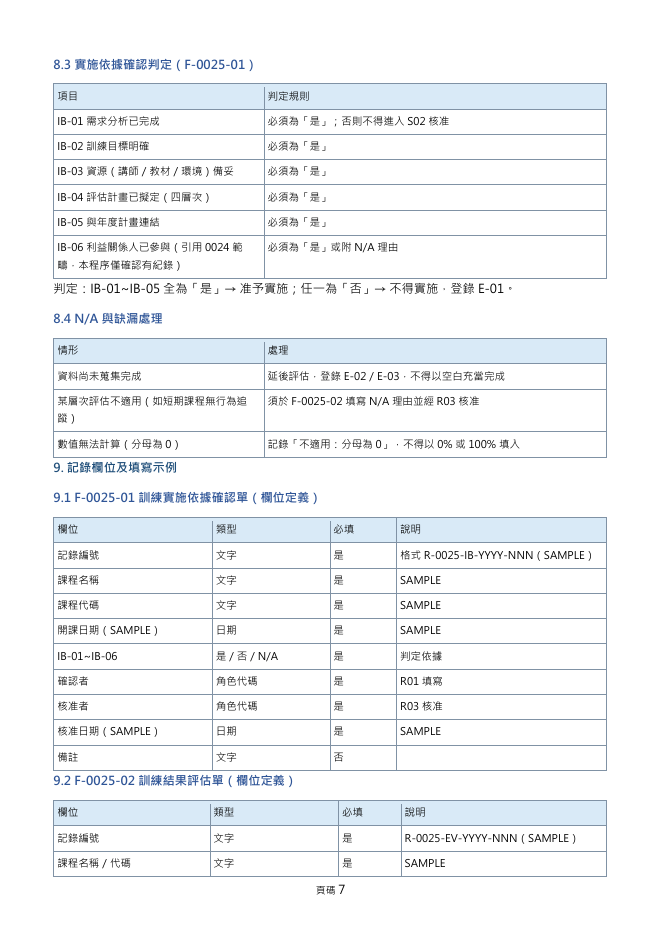 8.3 實施依據確認判定（F-0025-01）
項目 判定規則
IB-01 需求分析已完成 必須為「是」；否則不得進入 S02 核准
IB-02 訓練目標明確 必須為「是」
IB-03 資源（講師 / 教材 / 環境）備妥 必須為「是」
IB-04 評估計畫已擬定（四層次） 必須為「是」
IB-05 與年度計畫連結 必須為「是」
IB-06 利益關係人已參與（引用 0024 範 必須為「是」或附 N/A 理由
疇，本程序僅確認有紀錄）
判定：IB-01~IB-05 全為「是」→ 准予實施；任一為「否」→ 不得實施，登錄 E-01。
8.4 N/A 與缺漏處理
情形 處理
資料尚未蒐集完成 延後評估，登錄 E-02 / E-03，不得以空白充當完成
某層次評估不適用（如短期課程無行為追 須於 F-0025-02 填寫 N/A 理由並經 R03 核准
蹤）
數值無法計算（分母為 0） 記錄「不適用：分母為 0」，不得以 0% 或 100% 填入
9. 記錄欄位及填寫示例
9.1 F-0025-01 訓練實施依據確認單（欄位定義）
欄位 類型 必填 說明
記錄編號 文字 是 格式 R-0025-IB-YYYY-NNN（SAMPLE）
課程名稱 文字 是 SAMPLE
課程代碼 文字 是 SAMPLE
開課日期（SAMPLE） 日期 是 SAMPLE
IB-01~IB-06 是 / 否 / N/A 是 判定依據
確認者 角色代碼 是 R01 填寫
核准者 角色代碼 是 R03 核准
核准日期（SAMPLE） 日期 是 SAMPLE
備註 文字 否
9.2 F-0025-02 訓練結果評估單（欄位定義）
欄位 類型 必填 說明
記錄編號 文字 是 R-0025-EV-YYYY-NNN（SAMPLE）
課程名稱 / 代碼 文字 是 SAMPLE
頁碼 7